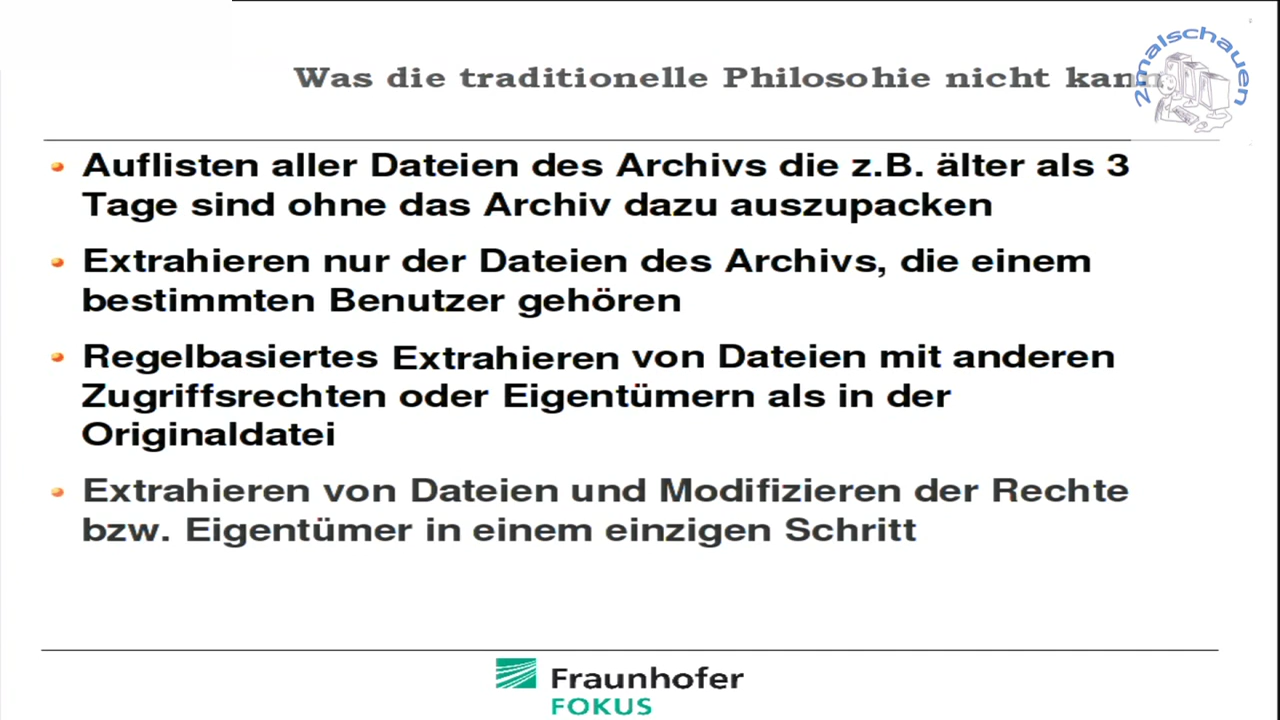 Was die traditionelle Philosohie nicht kann
2malschauen
Auflisten aller Dateien des Archivs die z.B. älter als 3
Tage sind ohne das Archiv dazu auszupacken
Extrahieren nur der Dateien des Archivs, die einem
bestimmten Benutzer gehören
Regelbasiertes Extrahieren von Dateien mit anderen
Zugriffsrechten oder Eigentümern als in der
Originaldatei
Extrahieren von Dateien und Modifizieren der Rechte
bzw. Eigentümer in einem einzigen Schritt
Fraunhofer
FOKUS